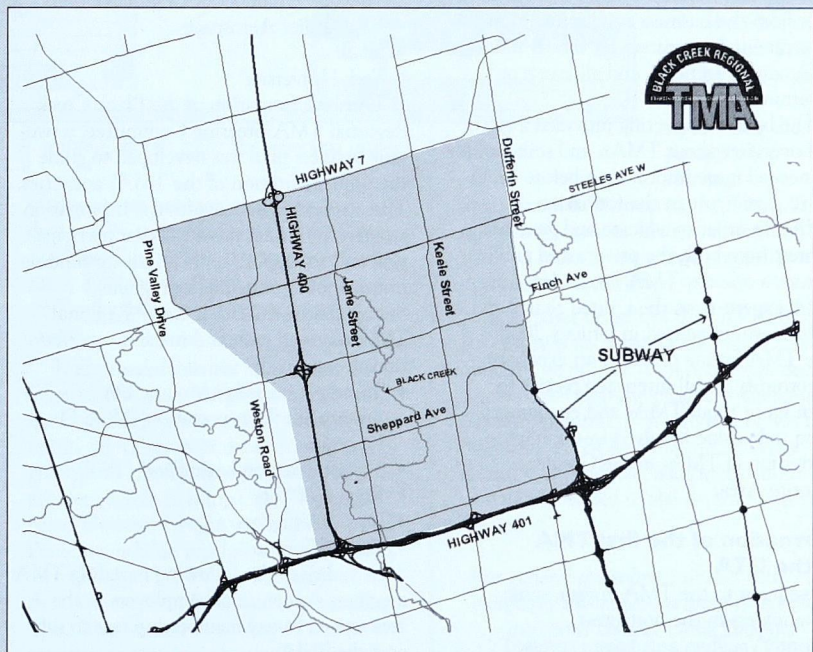 BLACK CREEK REGIONAL
TMA
HIGHWAY 7
Dufferin Street
STEELES AVE W
HIGHWAY 400
Pine Valley Drive
Jane Street
Keele Street
Finch Ave
SUBWAY
BLACK CREEK
Weston Road
Sheppard Ave
HIGHWAY 401